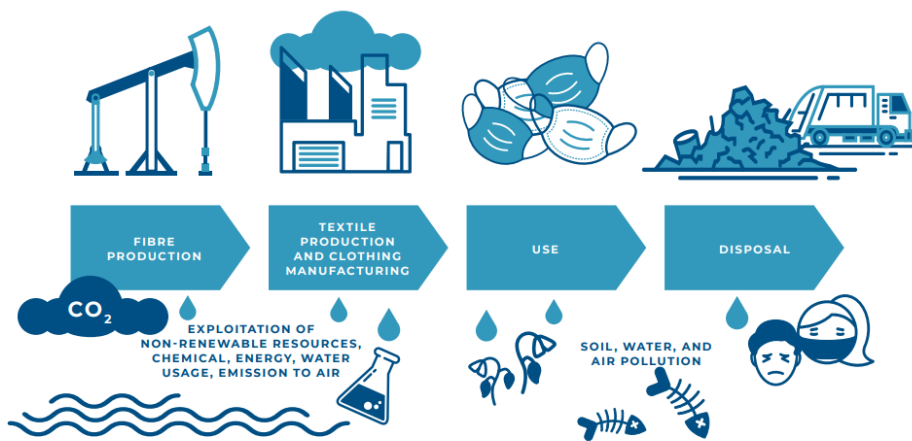 FIBRE
PRODUCTION
TEXTILE
PRODUCTION
AND CLOTHING
MANUFACTURING
USE
DISPOSAL
CO₂
EXPLOITATION OF
NON-RENEWABLE RESOURCES,
CHEMICAL, ENERGY, WATER
USAGE, EMISSION TO AIR
SOIL, WATER, AND
AIR POLLUTION